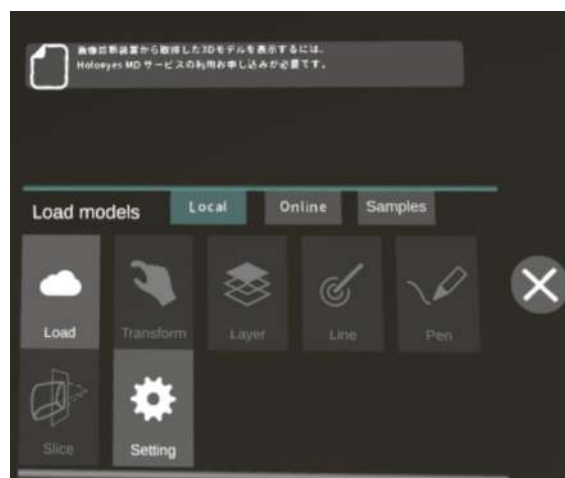 画像診断装置から取得した3Dモデルを表示するには、
Holoeyes MD サービスの利用お申し込みが必要です。
Load models
Local
Online
Samples
Load
Transform
Layer
Line
Pen
Slice
Setting